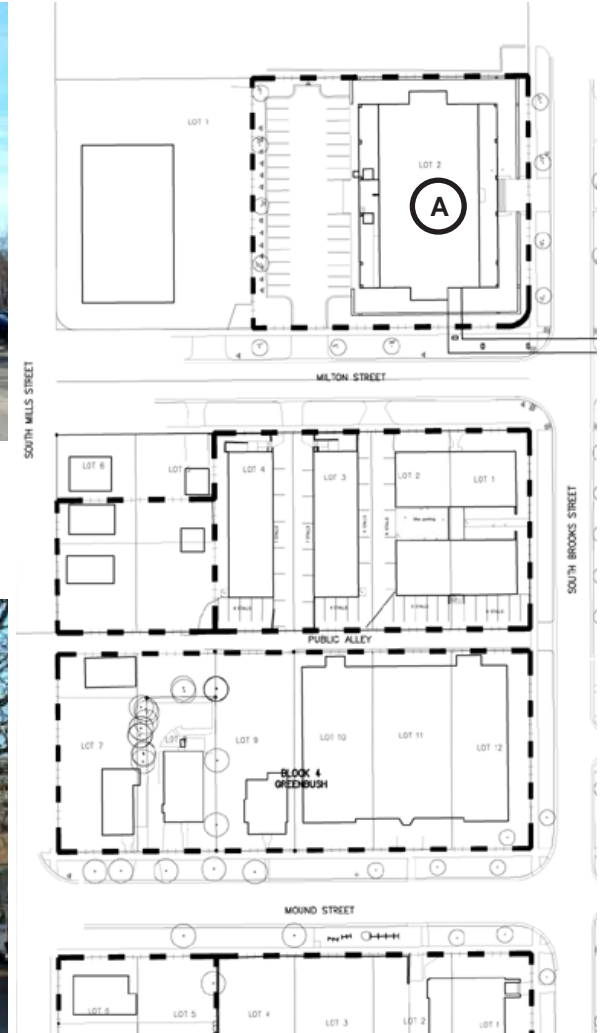 LOT 1
LOT 2
A
SOUTH MILLS STREET
MILTON STREET
LOT 6
LOT 4
LOT 3
LOT 2
LOT 1
SOUTH BROOKS STREET
PUBLIC ALLEY
LOT 7
LOT 9
LOT 10
LOT 11
LOT 12
BLOCK 4
GREENBUSH
MOUND STREET
LOT 6
LOT 5
LOT 4
LOT 3
LOT 2
LOT 1